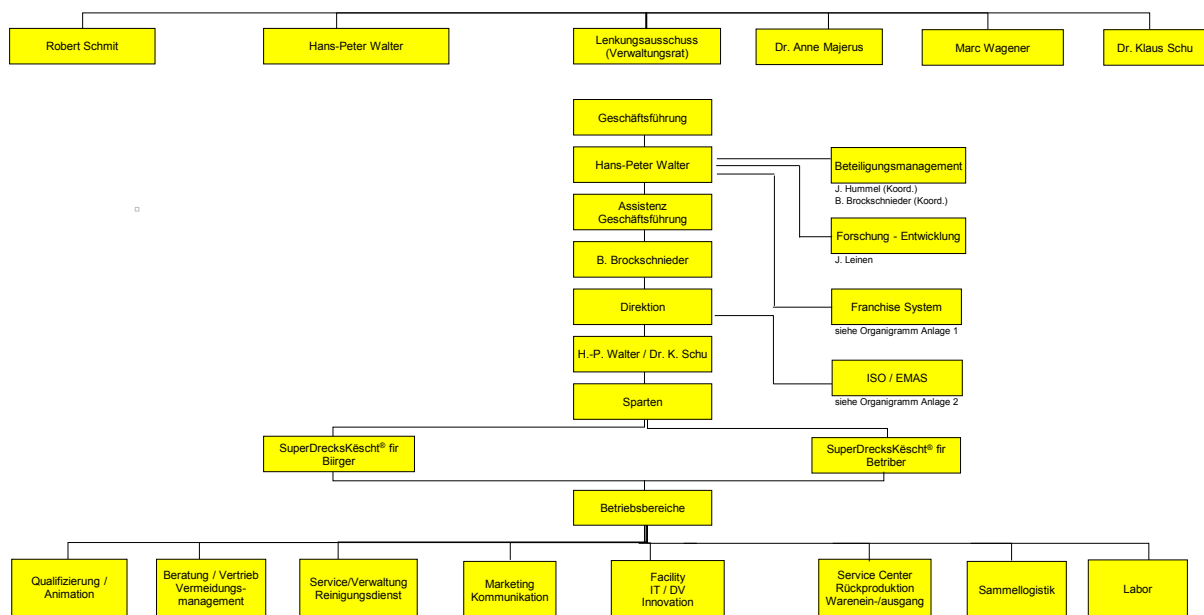 Robert Schmit
Hans-Peter Walter
Lenkungsausschuss
(Verwaltungsrat)
Dr. Anne Majerus
Marc Wagener
Dr. Klaus Schu
Geschäftsführung
Hans-Peter Walter
Beteiligungsmanagement
J. Hummel (Koord.)
B. Brockschnieder (Koord.)
Assistenz
Geschäftsführung
Forschung - Entwicklung
J. Leinen
B. Brockschnieder
Direktion
Franchise System
siehe Organigramm Anlage 1
H.-P. Walter / Dr. K. Schu
ISO / EMAS
siehe Organigramm Anlage 2
Sparten
SuperDrecksKëscht® fir
Biirger
SuperDrecksKëscht® fir
Betriber
Betriebsbereiche
Qualifizierung /
Animation
Beratung / Vertrieb
Vermeidungs-
management
Service/Verwaltung
Reinigungsdienst
Marketing
Kommunikation
Facility
IT / DV
Innovation
Service Center
Rückproduktion
Warenein-/ausgang
Sammellogistik
Labor